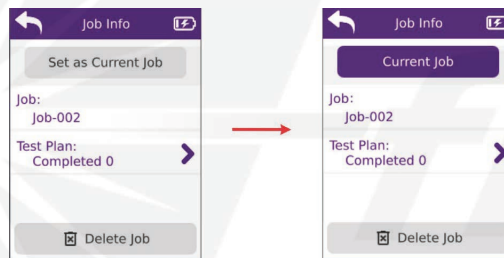 Job Info
Set as Current Job
Job:
Job-002
Test Plan:
Completed 0
Delete Job
Job Info
Current Job
Job:
Job-002
Test Plan:
Completed 0
Delete Job